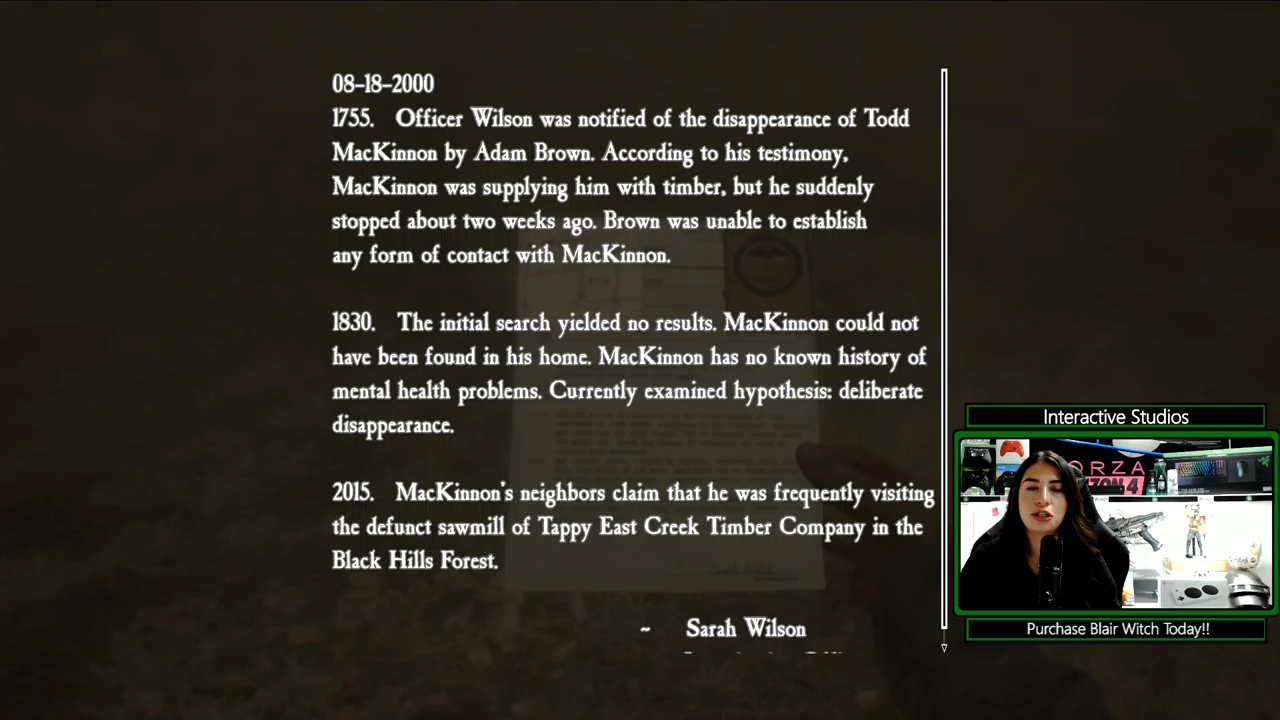 08-18-2000
1755. Officer Wilson was notified of the disappearance of Todd
MacKinnon by Adam Brown. According to his testimony,
MacKinnon was supplying him with timber, but he suddenly
stopped about two weeks ago. Brown was unable to establish
any form of contact with MacKinnon.
1830. The initial search yielded no results. MacKinnon could not
have been found in his home. MacKinnon has no known history of
mental health problems. Currently examined hypothesis: deliberate
disappearance.
2015. MacKinnon's neighbors claim that he was frequently visiting
the defunct sawmill of Tappy East Creek Timber Company in the
Black Hills Forest.
~ Sarah Wilson
Interactive Studios
FORZA
HORIZON 4
Purchase Blair Witch Today!!